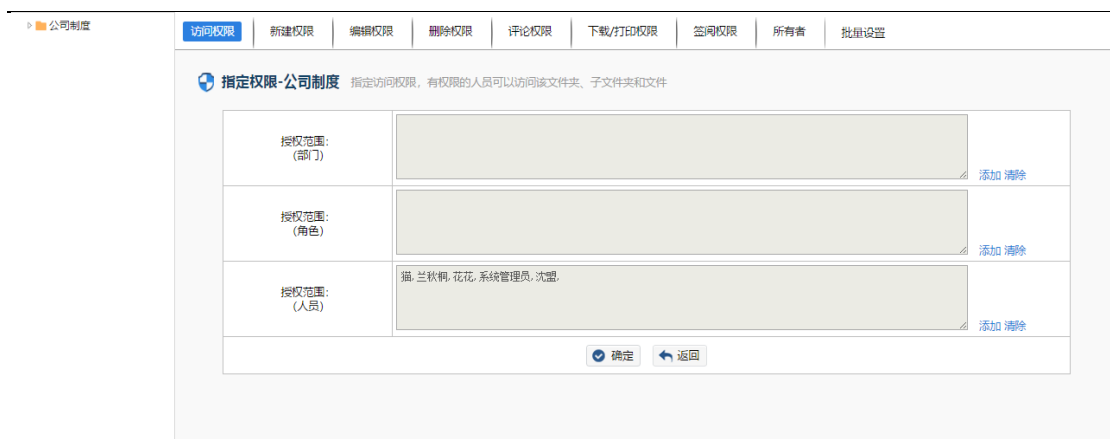 公司制度
访问权限 新建权限 编辑权限 删除权限 评论权限 下载/打印权限 签阅权限 所有者 批量设置
指定权限-公司制度 指定访问权限，有权限的人员可以访问该文件夹、子文件夹和文件
授权范围:
(部门)
添加 清除
授权范围:
(角色)
添加 清除
猫, 兰秋桐, 花花, 系统管理员, 沈盟,
授权范围:
(人员)
添加 清除
确定 返回